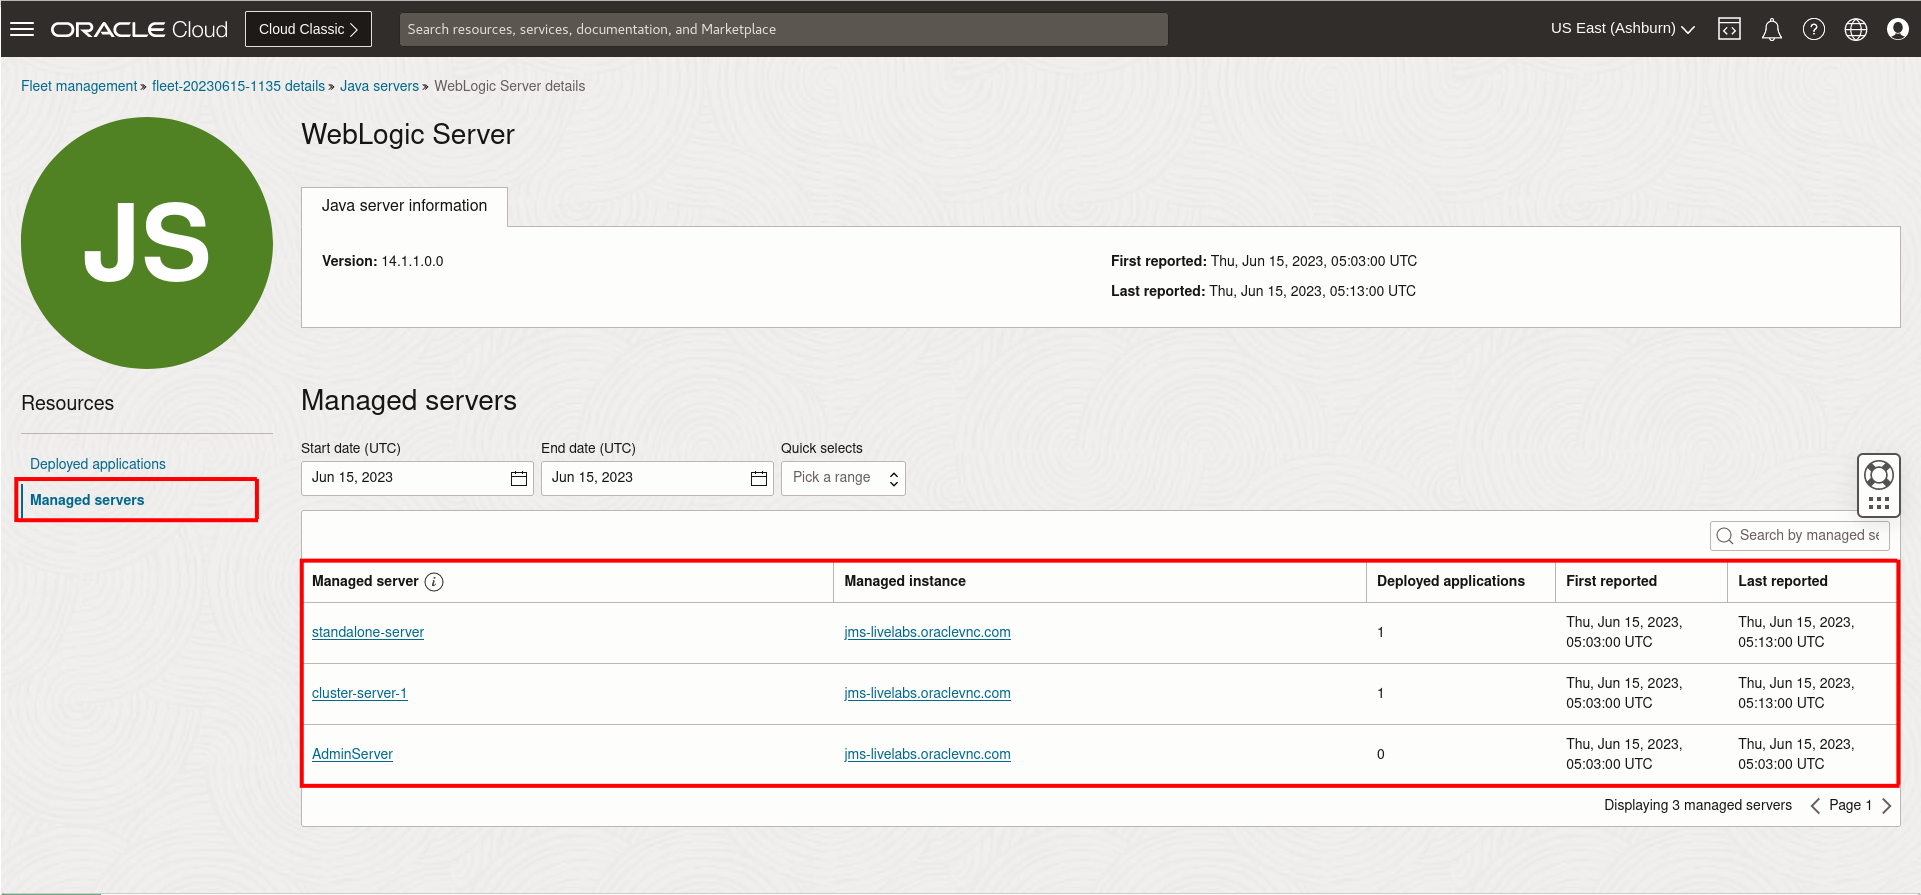 ORACLE Cloud
Cloud Classic
Search resources, services, documentation, and Marketplace
US East (Ashburn)
Fleet management » fleet-20230615-1135 details » Java servers » WebLogic Server details
JS
WebLogic Server
Java server information
Version: 14.1.1.0.0
First reported: Thu, Jun 15, 2023, 05:03:00 UTC
Last reported: Thu, Jun 15, 2023, 05:13:00 UTC
Resources
Deployed applications
Managed servers
Managed servers
Start date (UTC) End date (UTC) Quick selects
Jun 15, 2023 Jun 15, 2023 Pick a range
Search by managed se
Managed server i Managed instance Deployed applications First reported Last reported
standalone-server jms-livelabs.oraclevnc.com 1 Thu, Jun 15, 2023, 05:03:00 UTC Thu, Jun 15, 2023, 05:13:00 UTC
cluster-server-1 jms-livelabs.oraclevnc.com 1 Thu, Jun 15, 2023, 05:03:00 UTC Thu, Jun 15, 2023, 05:13:00 UTC
AdminServer jms-livelabs.oraclevnc.com 0 Thu, Jun 15, 2023, 05:03:00 UTC Thu, Jun 15, 2023, 05:03:00 UTC
Displaying 3 managed servers Page 1